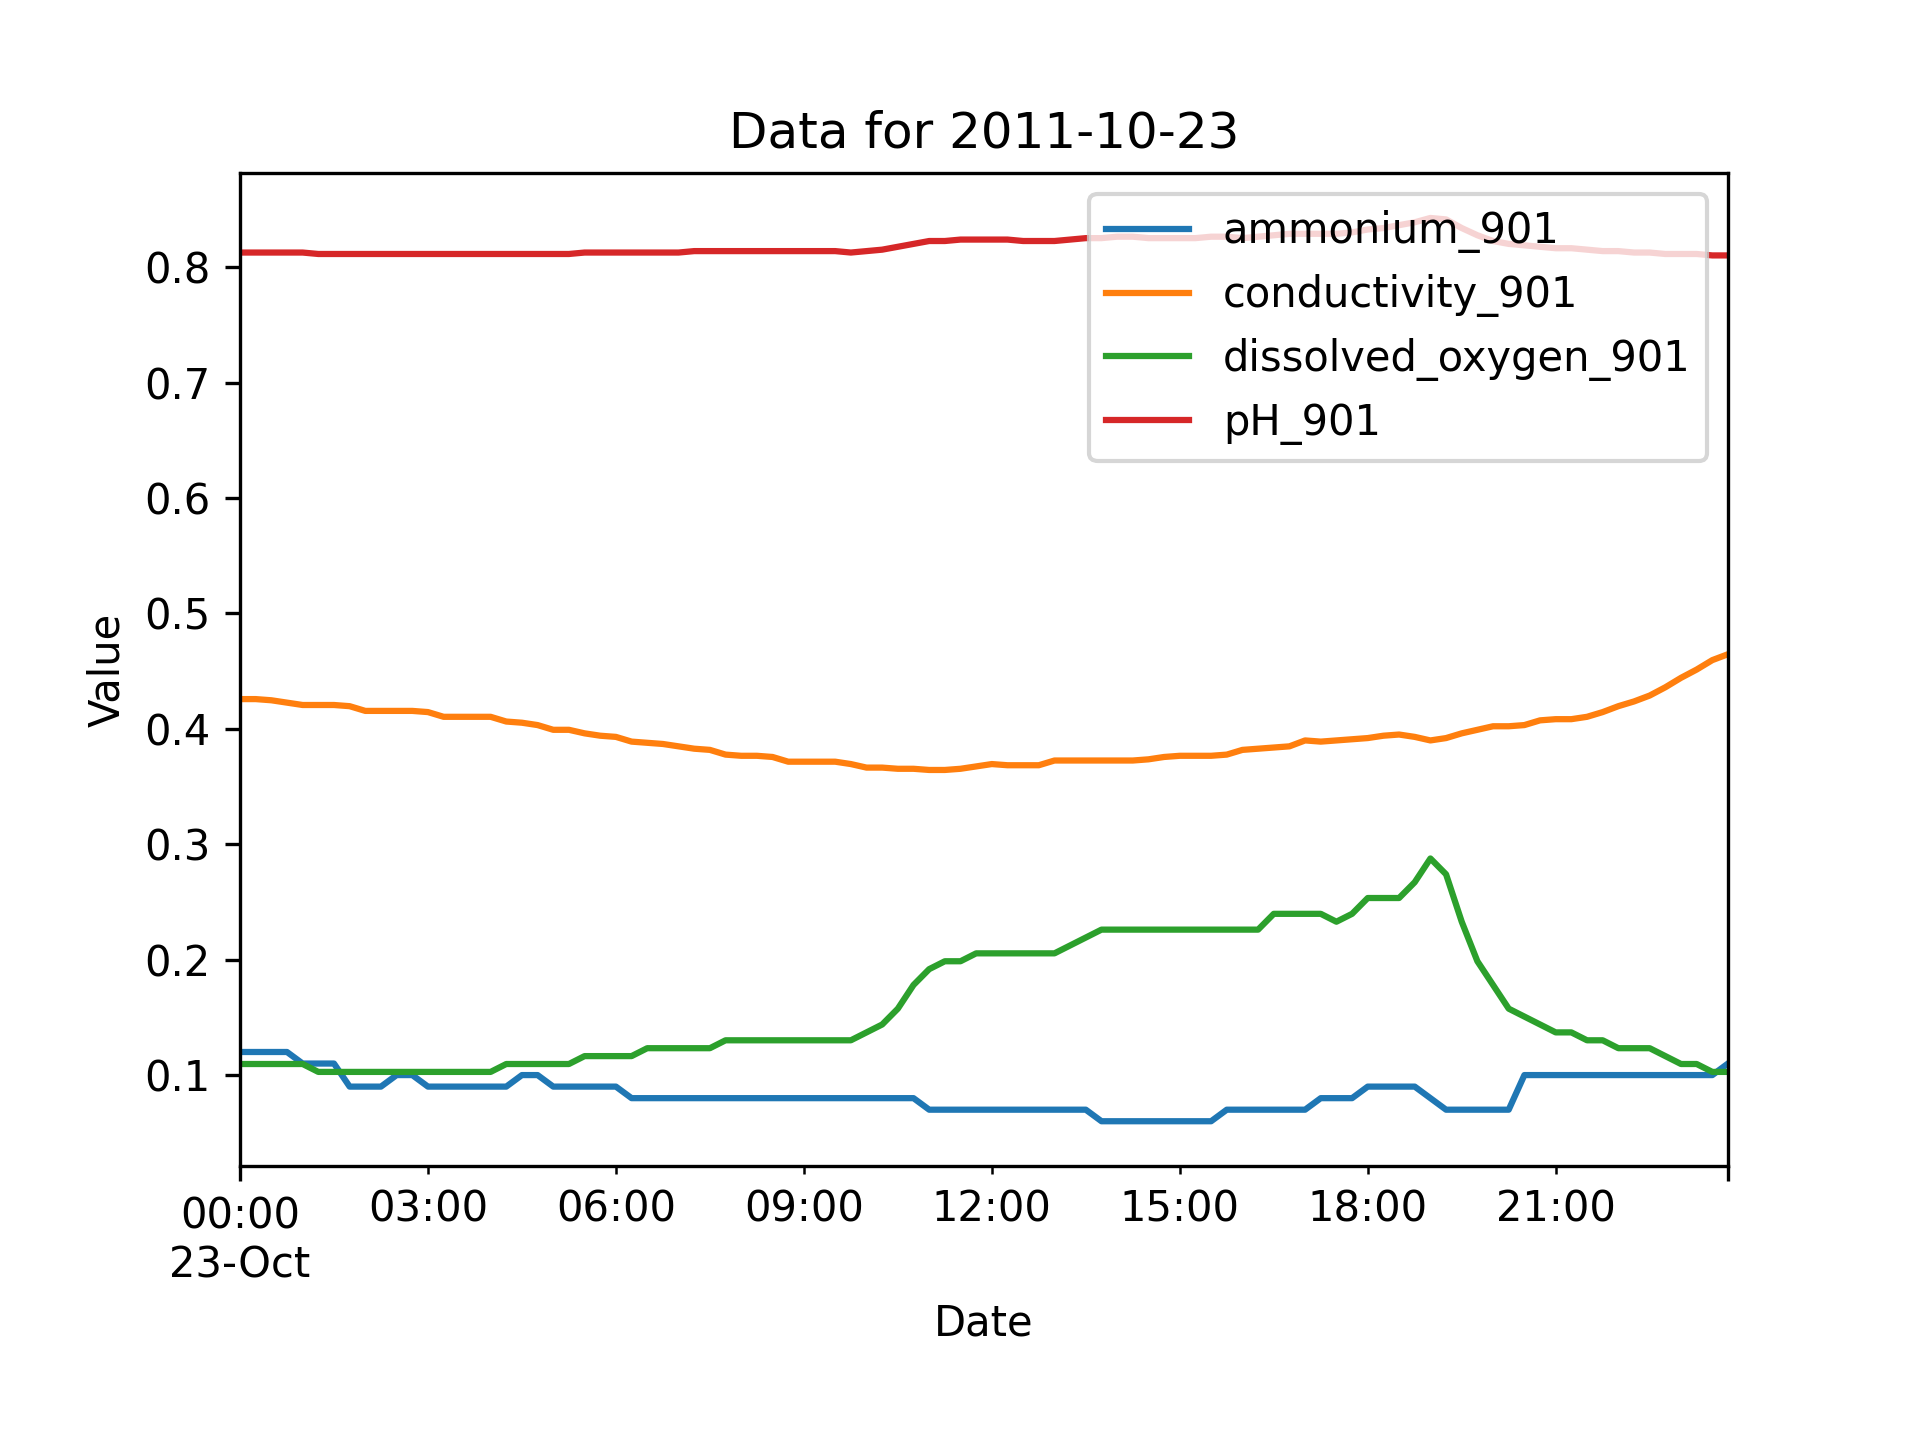 Data for 2011-10-23
ammonium_901
conductivity_901
dissolved_oxygen_901
pH_901
Value
0.8
0.7
0.6
0.5
0.4
0.3
0.2
0.1
00:00 03:00 06:00 09:00 12:00 15:00 18:00 21:00
23-Oct
Date